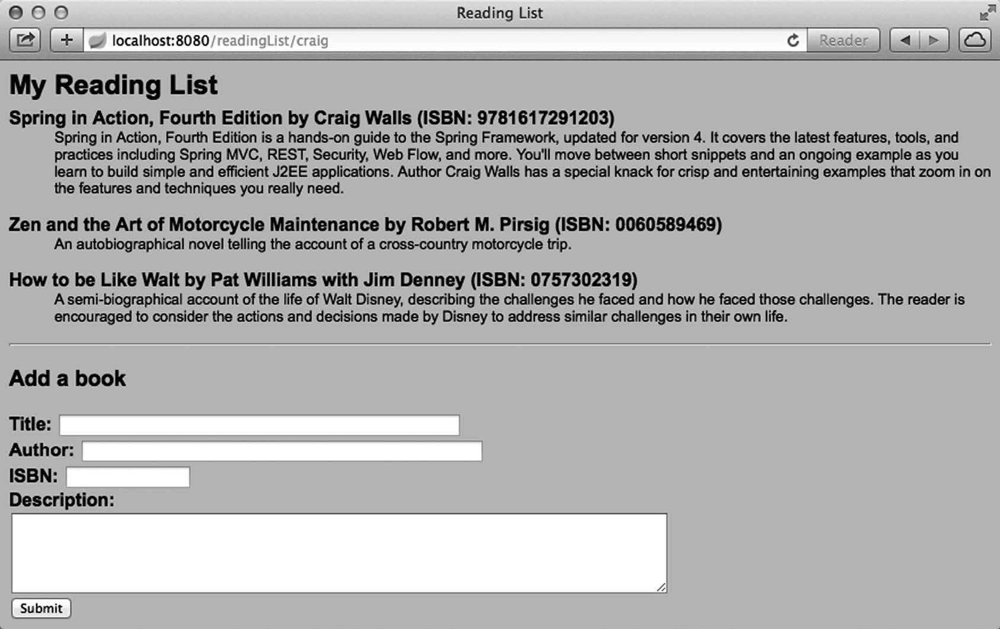 Reading List
localhost:8080/readingList/craig
Reader
My Reading List
Spring in Action, Fourth Edition by Craig Walls (ISBN: 9781617291203)
Spring in Action, Fourth Edition is a hands-on guide to the Spring Framework, updated for version 4. It covers the latest features, tools, and
practices including Spring MVC, REST, Security, Web Flow, and more. You'll move between short snippets and an ongoing example as you
learn to build simple and efficient J2EE applications. Author Craig Walls has a special knack for crisp and entertaining examples that zoom in on
the features and techniques you really need.
Zen and the Art of Motorcycle Maintenance by Robert M. Pirsig (ISBN: 0060589469)
An autobiographical novel telling the account of a cross-country motorcycle trip.
How to be Like Walt by Pat Williams with Jim Denney (ISBN: 0757302319)
A semi-biographical account of the life of Walt Disney, describing the challenges he faced and how he faced those challenges. The reader is
encouraged to consider the actions and decisions made by Disney to address similar challenges in their own life.
Add a book
Title:
Author:
ISBN:
Description:
Submit